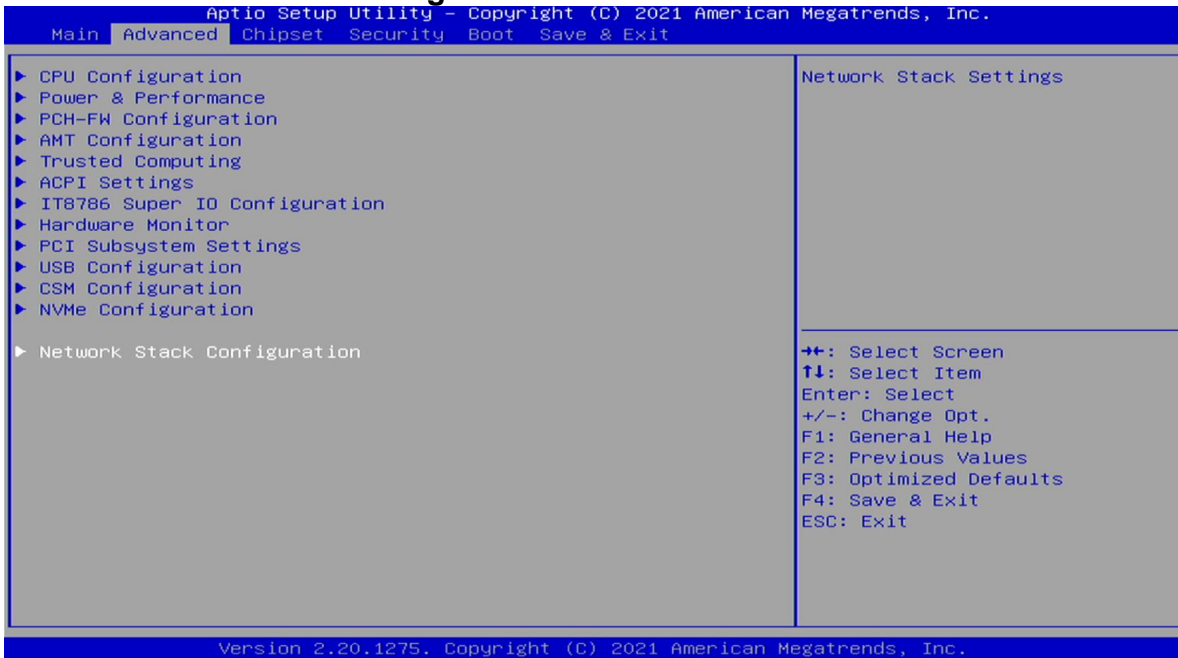 Aptio Setup Utility – Copyright (C) 2021 American Megatrends, Inc.
Main Advanced Chipset Security Boot Save & Exit
▶ CPU Configuration
▶ Power & Performance
▶ PCH-FW Configuration
▶ AMT Configuration
▶ Trusted Computing
▶ ACPI Settings
▶ IT8786 Super IO Configuration
▶ Hardware Monitor
▶ PCI Subsystem Settings
▶ USB Configuration
▶ CSM Configuration
▶ NVMe Configuration
▶ Network Stack Configuration
Network Stack Settings
→←: Select Screen
↑↓: Select Item
Enter: Select
+/-: Change Opt.
F1: General Help
F2: Previous Values
F3: Optimized Defaults
F4: Save & Exit
ESC: Exit
Version 2.20.1275. Copyright (C) 2021 American Megatrends, Inc.